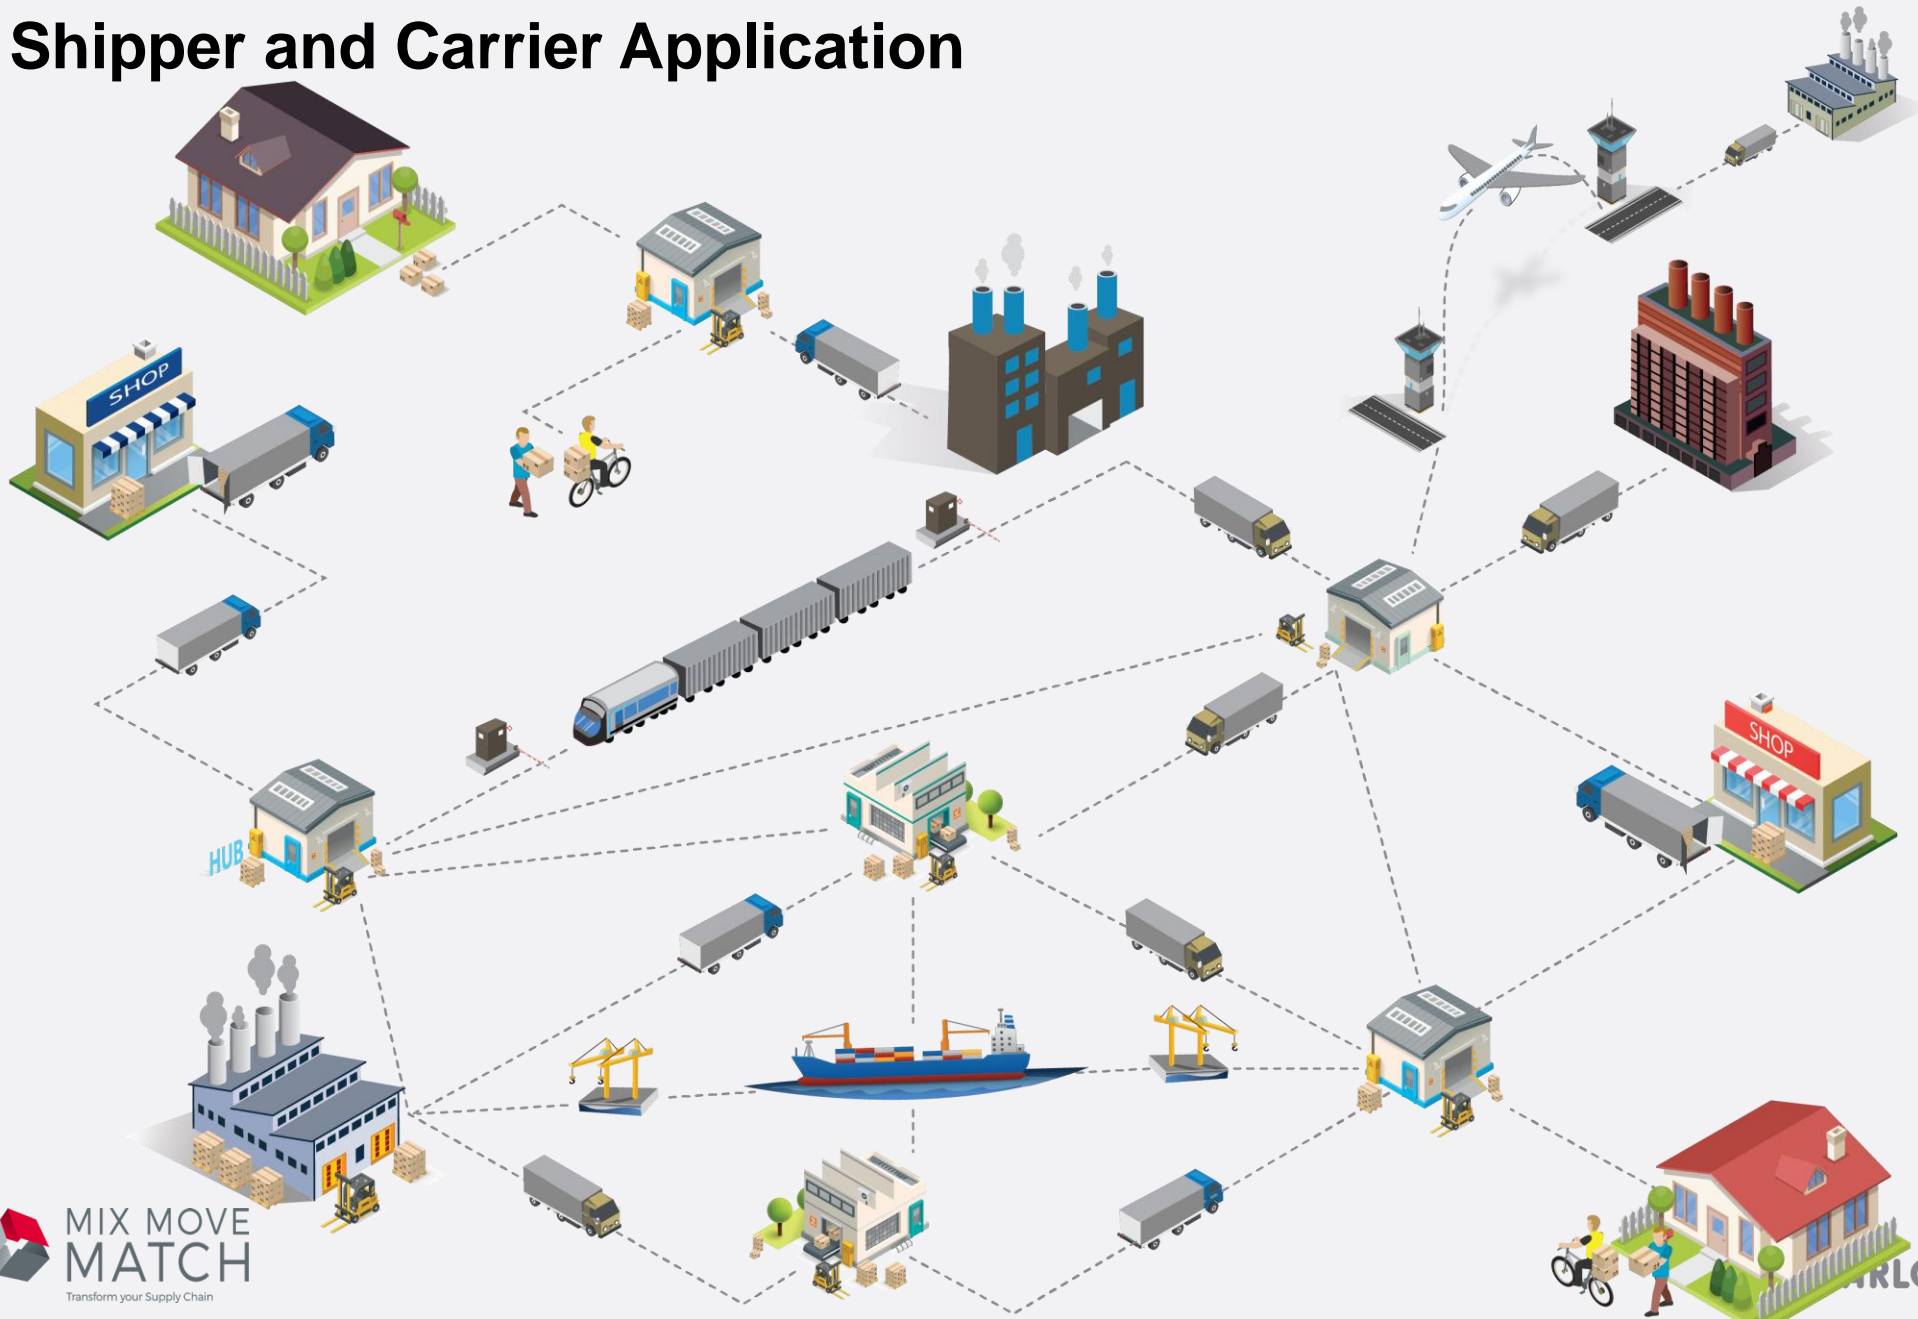 Shipper and Carrier Application
SHOP
SHOP
HUB
MIX MOVE
MATCH
Transform your Supply Chain